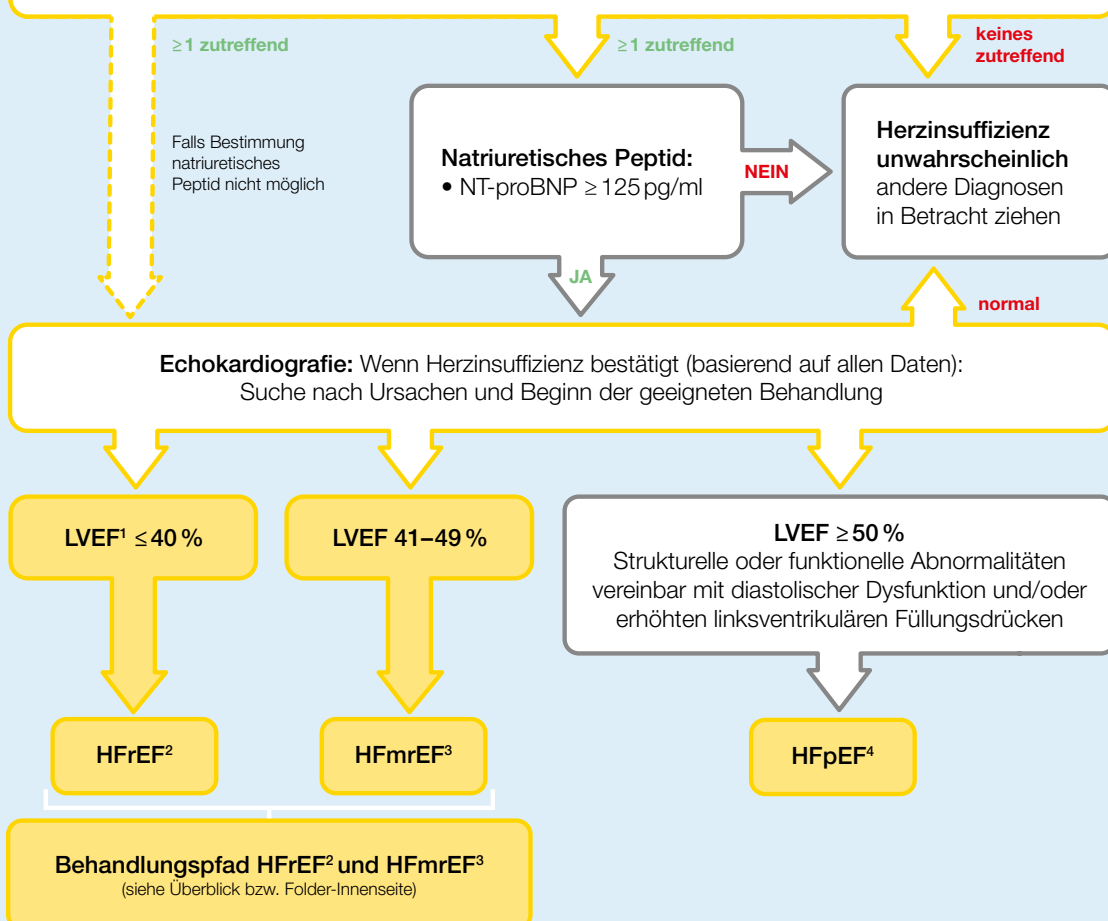 ≥ 1 zutreffend
≥ 1 zutreffend
keines
zutreffend
Falls Bestimmung
natriuretisches
Peptid nicht möglich
Natriuretisches Peptid:
• NT-proBNP ≥ 125 pg/ml
NEIN
Herzinsuffizienz
unwahrscheinlich
andere Diagnosen
in Betracht ziehen
JA
normal
Echokardiografie: Wenn Herzinsuffizienz bestätigt (basierend auf allen Daten):
Suche nach Ursachen und Beginn der geeigneten Behandlung
LVEF¹ ≤ 40 %
LVEF 41–49 %
LVEF ≥ 50 %
Strukturelle oder funktionelle Abnormalitäten
vereinbar mit diastolischer Dysfunktion und/oder
erhöhten linksventrikulären Füllungsdrücken
HFrEF²
HFmrEF³
HFpEF⁴
Behandlungspfad HFrEF² und HFmrEF³
(siehe Überblick bzw. Folder-Innenseite)